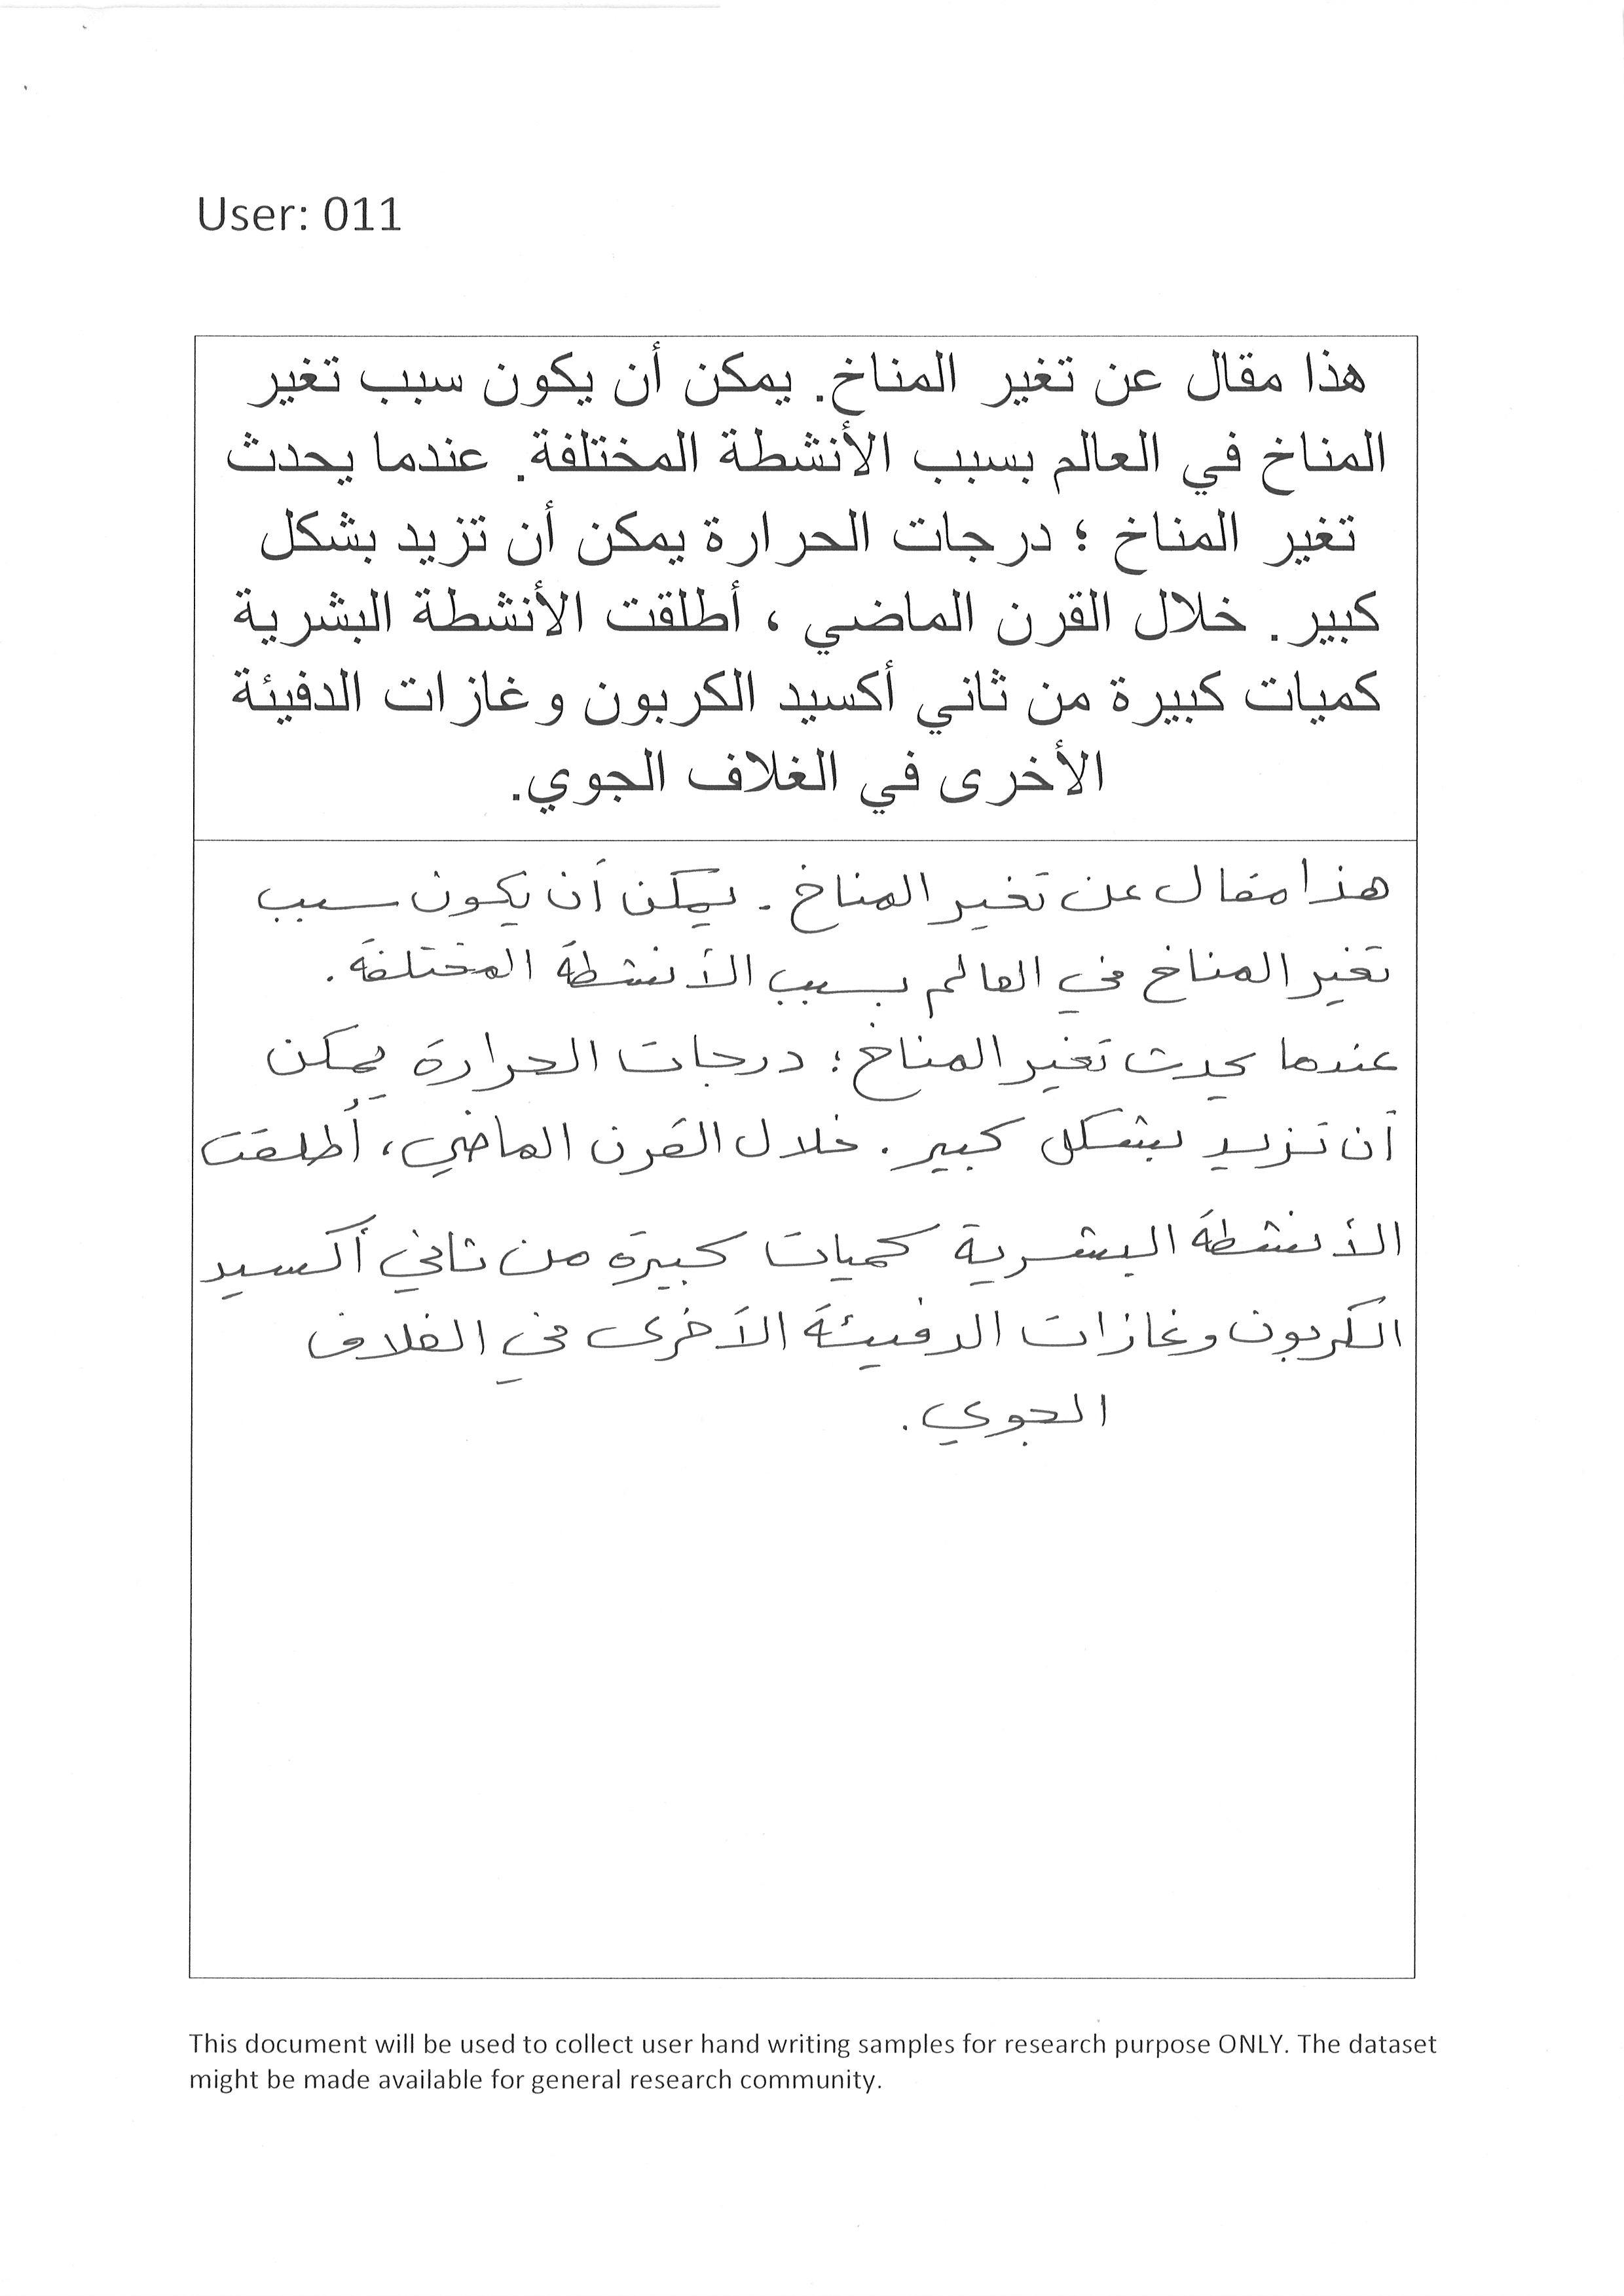 User: 011
هذا مقال عن تغير المناخ. يمكن أن يكون سبب تغير
المناخ في العالم بسبب الأنشطة المختلفة. عندما يحدث
تغير المناخ ؛ درجات الحرارة يمكن أن تزيد بشكل
كبير. خلال القرن الماضي ، أطلقت الأنشطة البشرية
كميات كبيرة من ثاني أكسيد الكربون وغازات الدفيئة
الأخرى في الغلاف الجوي.
هذا مقال عن تغير المناخ. يمكن أن يكون سبب
تغير المناخ في العالم بسبب الأنشطة المختلفة.
عندما يحدث تغير المناخ؛ درجات الحرارة يمكن
أن تزيد بشكل كبير. خلال القرن الماضي، أطلقت
الأنشطة البشرية كميات كبيرة من ثاني أكسيد
الكربون وغازات الدفيئة الأخرى في الغلاف
الجوي.
This document will be used to collect user hand writing samples for research purpose ONLY. The dataset
might be made available for general research community.